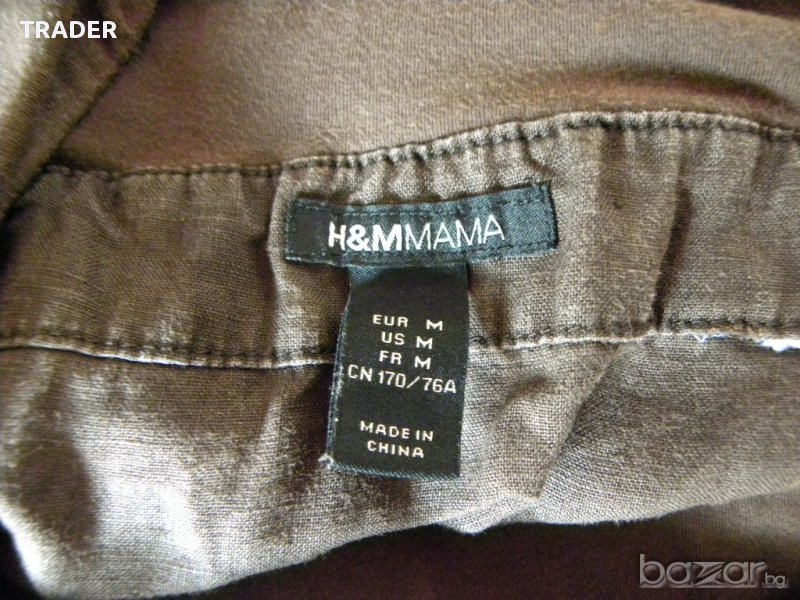 TRADER
H&MMAMA
EUR M
US M
FR M
CN 170/76A
MADE IN
CHINA
bazar.bg